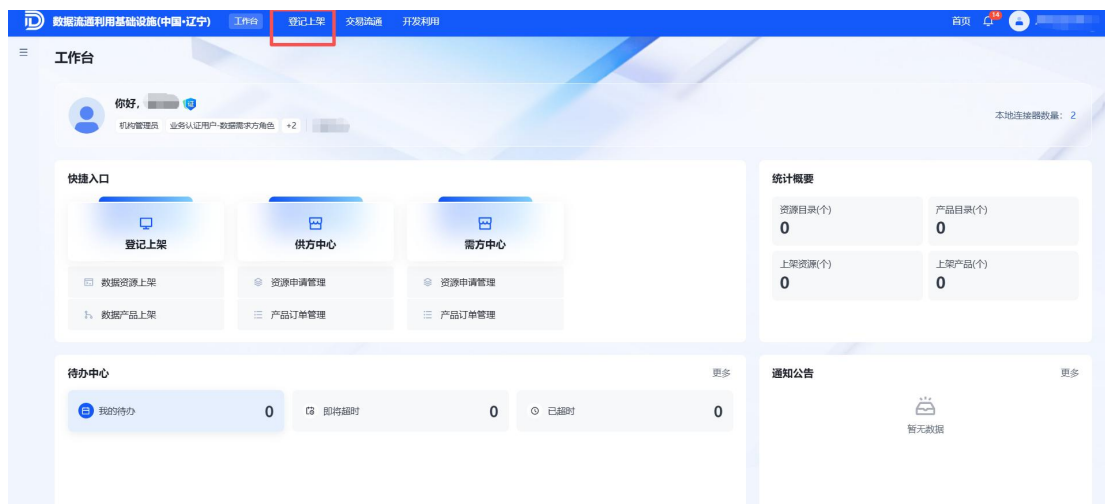 数据流通利用基础设施(中国•辽宁) 工作台 登记上架 交易流通 开发利用 首页 14
工作台
你好,
机构管理员 业务认证用户-数据需求方角色 +2
本地连接器数量: 2
快捷入口
登记上架 供方中心 需方中心
数据资源上架 资源申请管理 资源申请管理
数据产品上架 产品订单管理 产品订单管理
统计概要
资源目录(个) 产品目录(个)
0 0
上架资源(个) 上架产品(个)
0 0
待办中心 更多
我的待办 0 即将超时 0 已超时 0
通知公告 更多
暂无数据